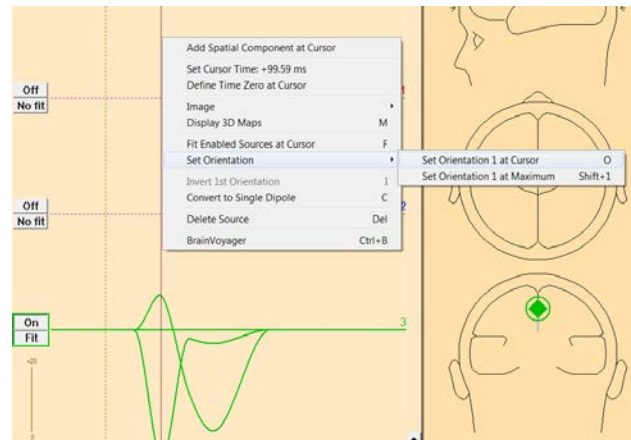 Add Spatial Component at Cursor
Set Cursor Time: +99.59 ms
Define Time Zero at Cursor
Image
Display 3D Maps M
Fit Enabled Sources at Cursor F
Set Orientation
Set Orientation 1 at Cursor O
Set Orientation 1 at Maximum Shift+1
Invert 1st Orientation I
Convert to Single Dipole C
Delete Source Del
BrainVoyager Ctrl+B
Off
No fit
1
Off
No fit
2
On
Fit
3
+20
0